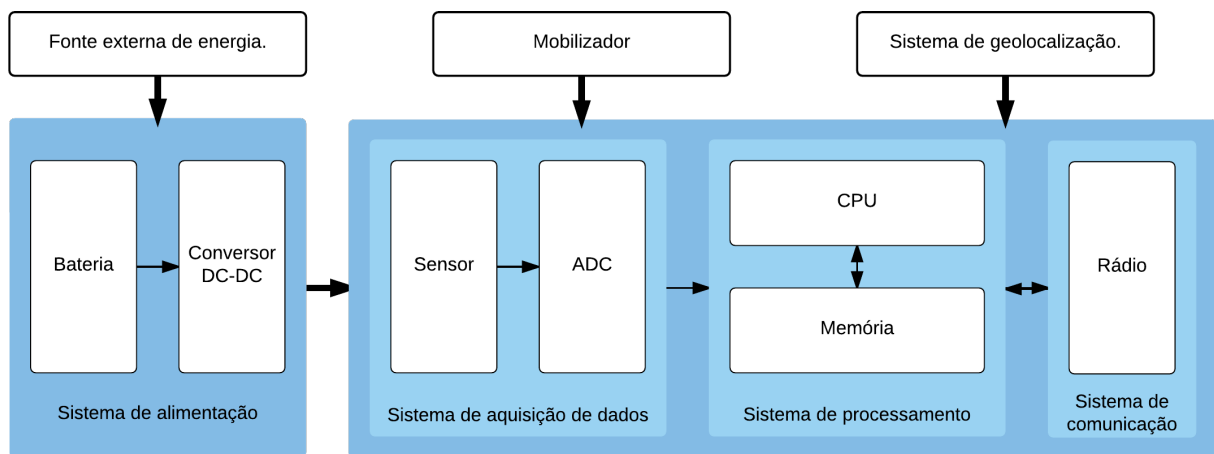 Fonte externa de energia.
Mobilizador
Sistema de geolocalização.
Bateria
Conversor
DC-DC
Sistema de alimentação
Sensor
ADC
Sistema de aquisição de dados
CPU
Memória
Sistema de processamento
Rádio
Sistema de
comunicação